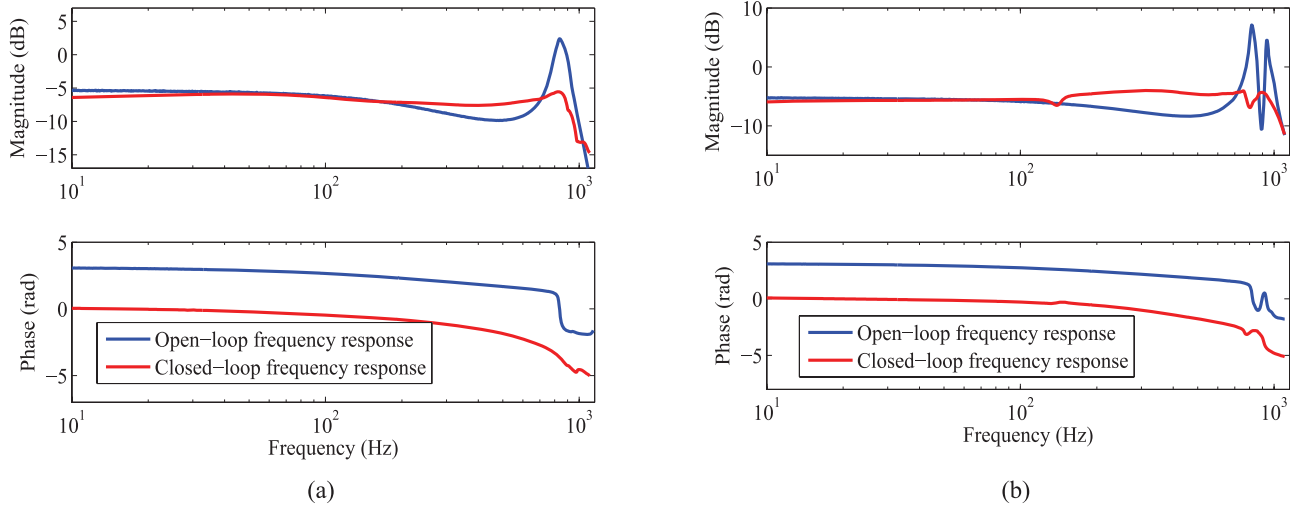 Magnitude (dB)
5
0
−5
−10
−15
10^1
10^2
10^3
Phase (rad)
5
0
−5
Open−loop frequency response
Closed−loop frequency response
10^1
10^2
10^3
Frequency (Hz)
(a)
Magnitude (dB)
10
0
−10
10^1
10^2
10^3
Phase (rad)
5
0
−5
Open−loop frequency response
Closed−loop frequency response
10^1
10^2
10^3
Frequency (Hz)
(b)